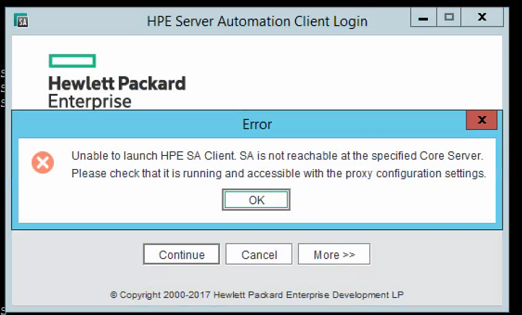 SA
HPE Server Automation Client Login
Hewlett Packard
Enterprise
Error
Unable to launch HPE SA Client. SA is not reachable at the specified Core Server.
Please check that it is running and accessible with the proxy configuration settings.
OK
Continue Cancel More >>
© Copyright 2000-2017 Hewlett Packard Enterprise Development LP